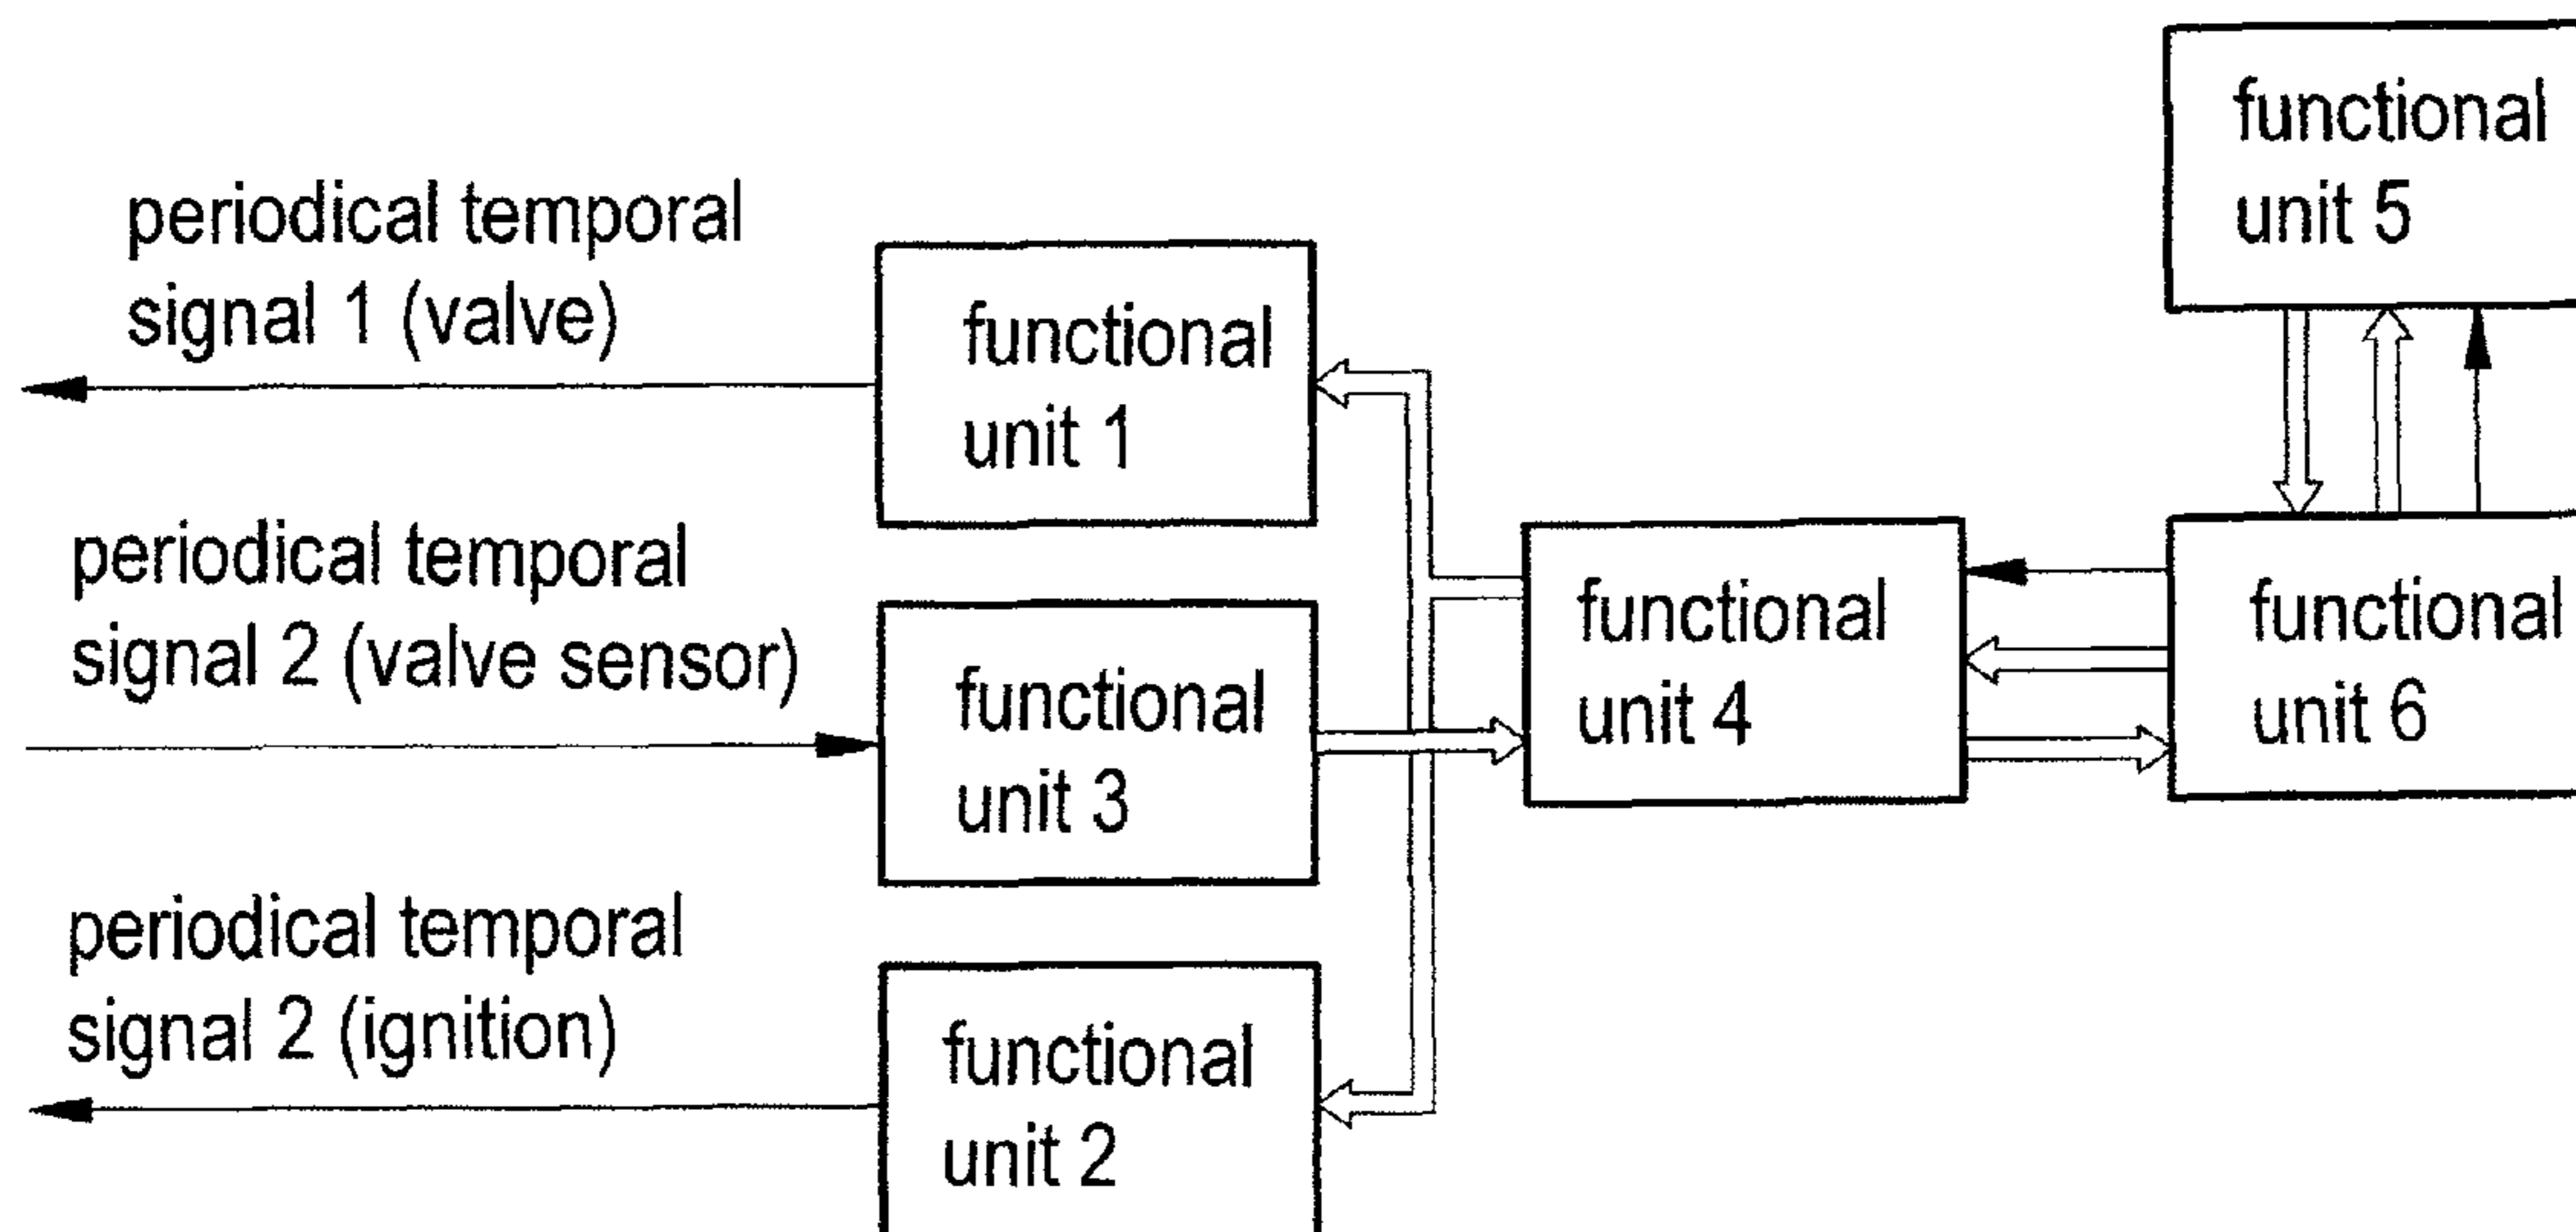 periodical temporal
signal 1 (valve)
functional
unit 1
periodical temporal
signal 2 (valve sensor)
functional
unit 3
periodical temporal
signal 2 (ignition)
functional
unit 2
functional
unit 4
functional
unit 5
functional
unit 6